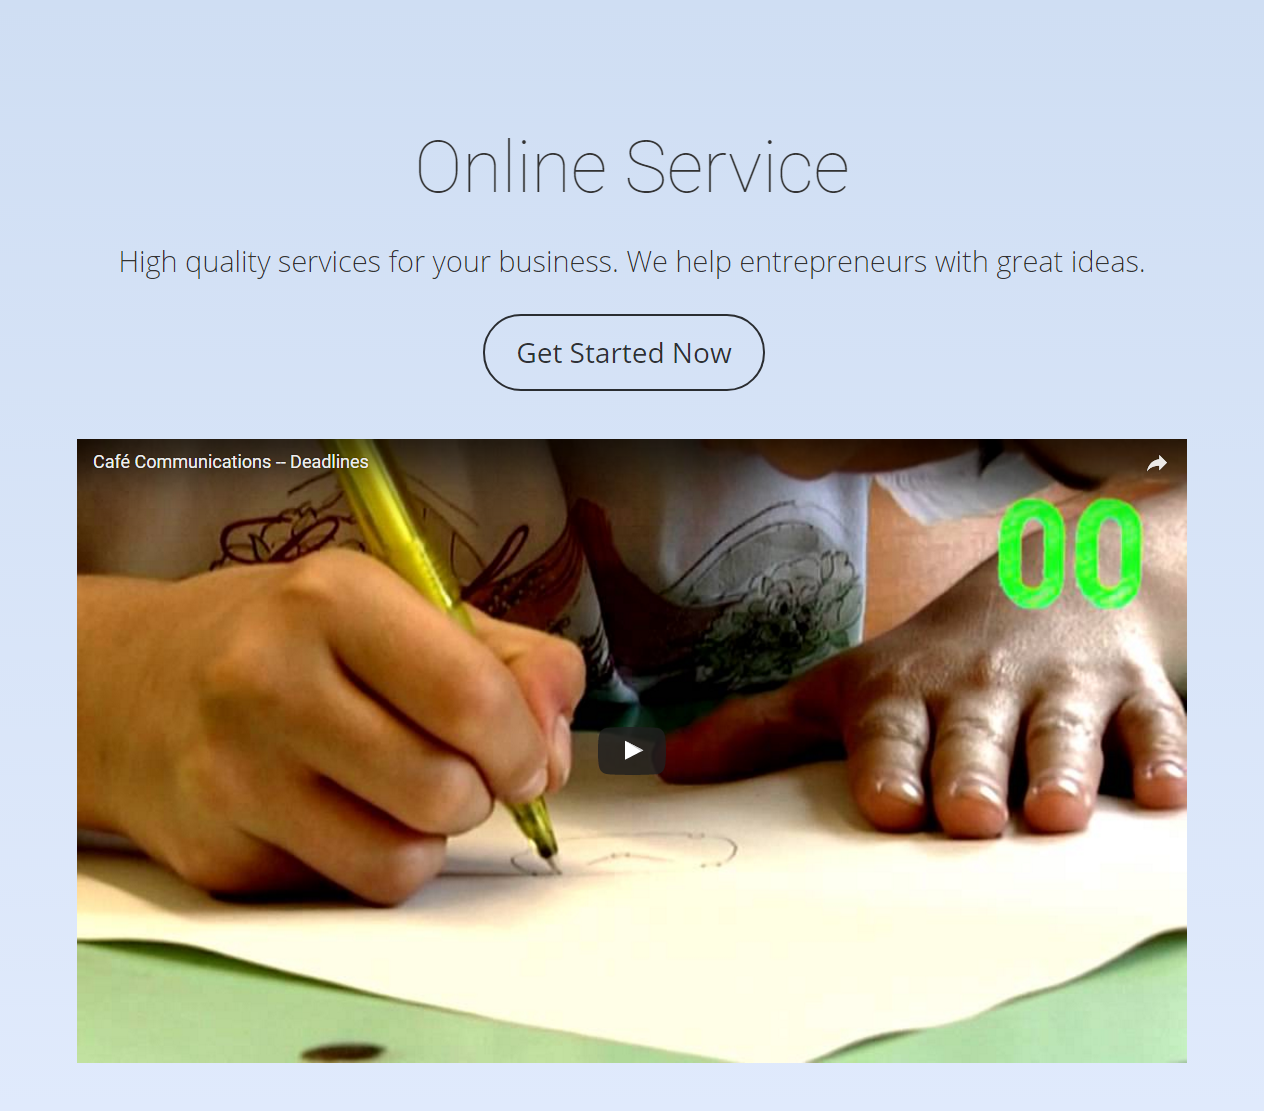 Online Service
High quality services for your business. We help entrepreneurs with great ideas.
Get Started Now
Café Communications -- Deadlines
00